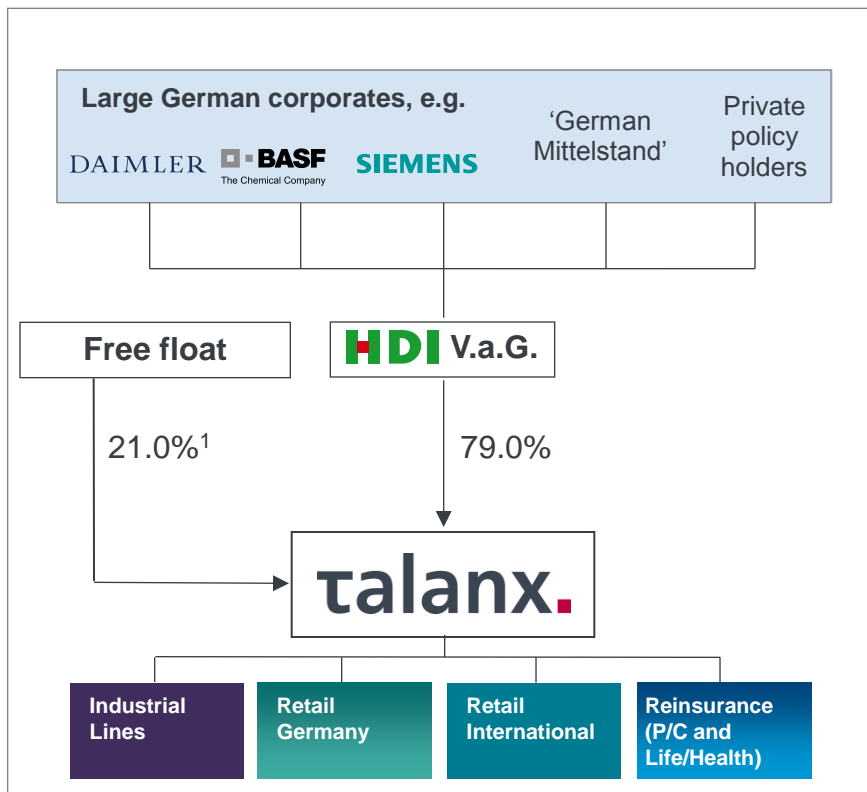 Large German corporates, e.g.
DAIMLER
BASF
The Chemical Company
SIEMENS
‘German
Mittelstand’
Private
policy
holders
Free float
HDI V.a.G.
21.0%¹
79.0%
τalanx.
Industrial
Lines
Retail
Germany
Retail
International
Reinsurance
(P/C and
Life/Health)